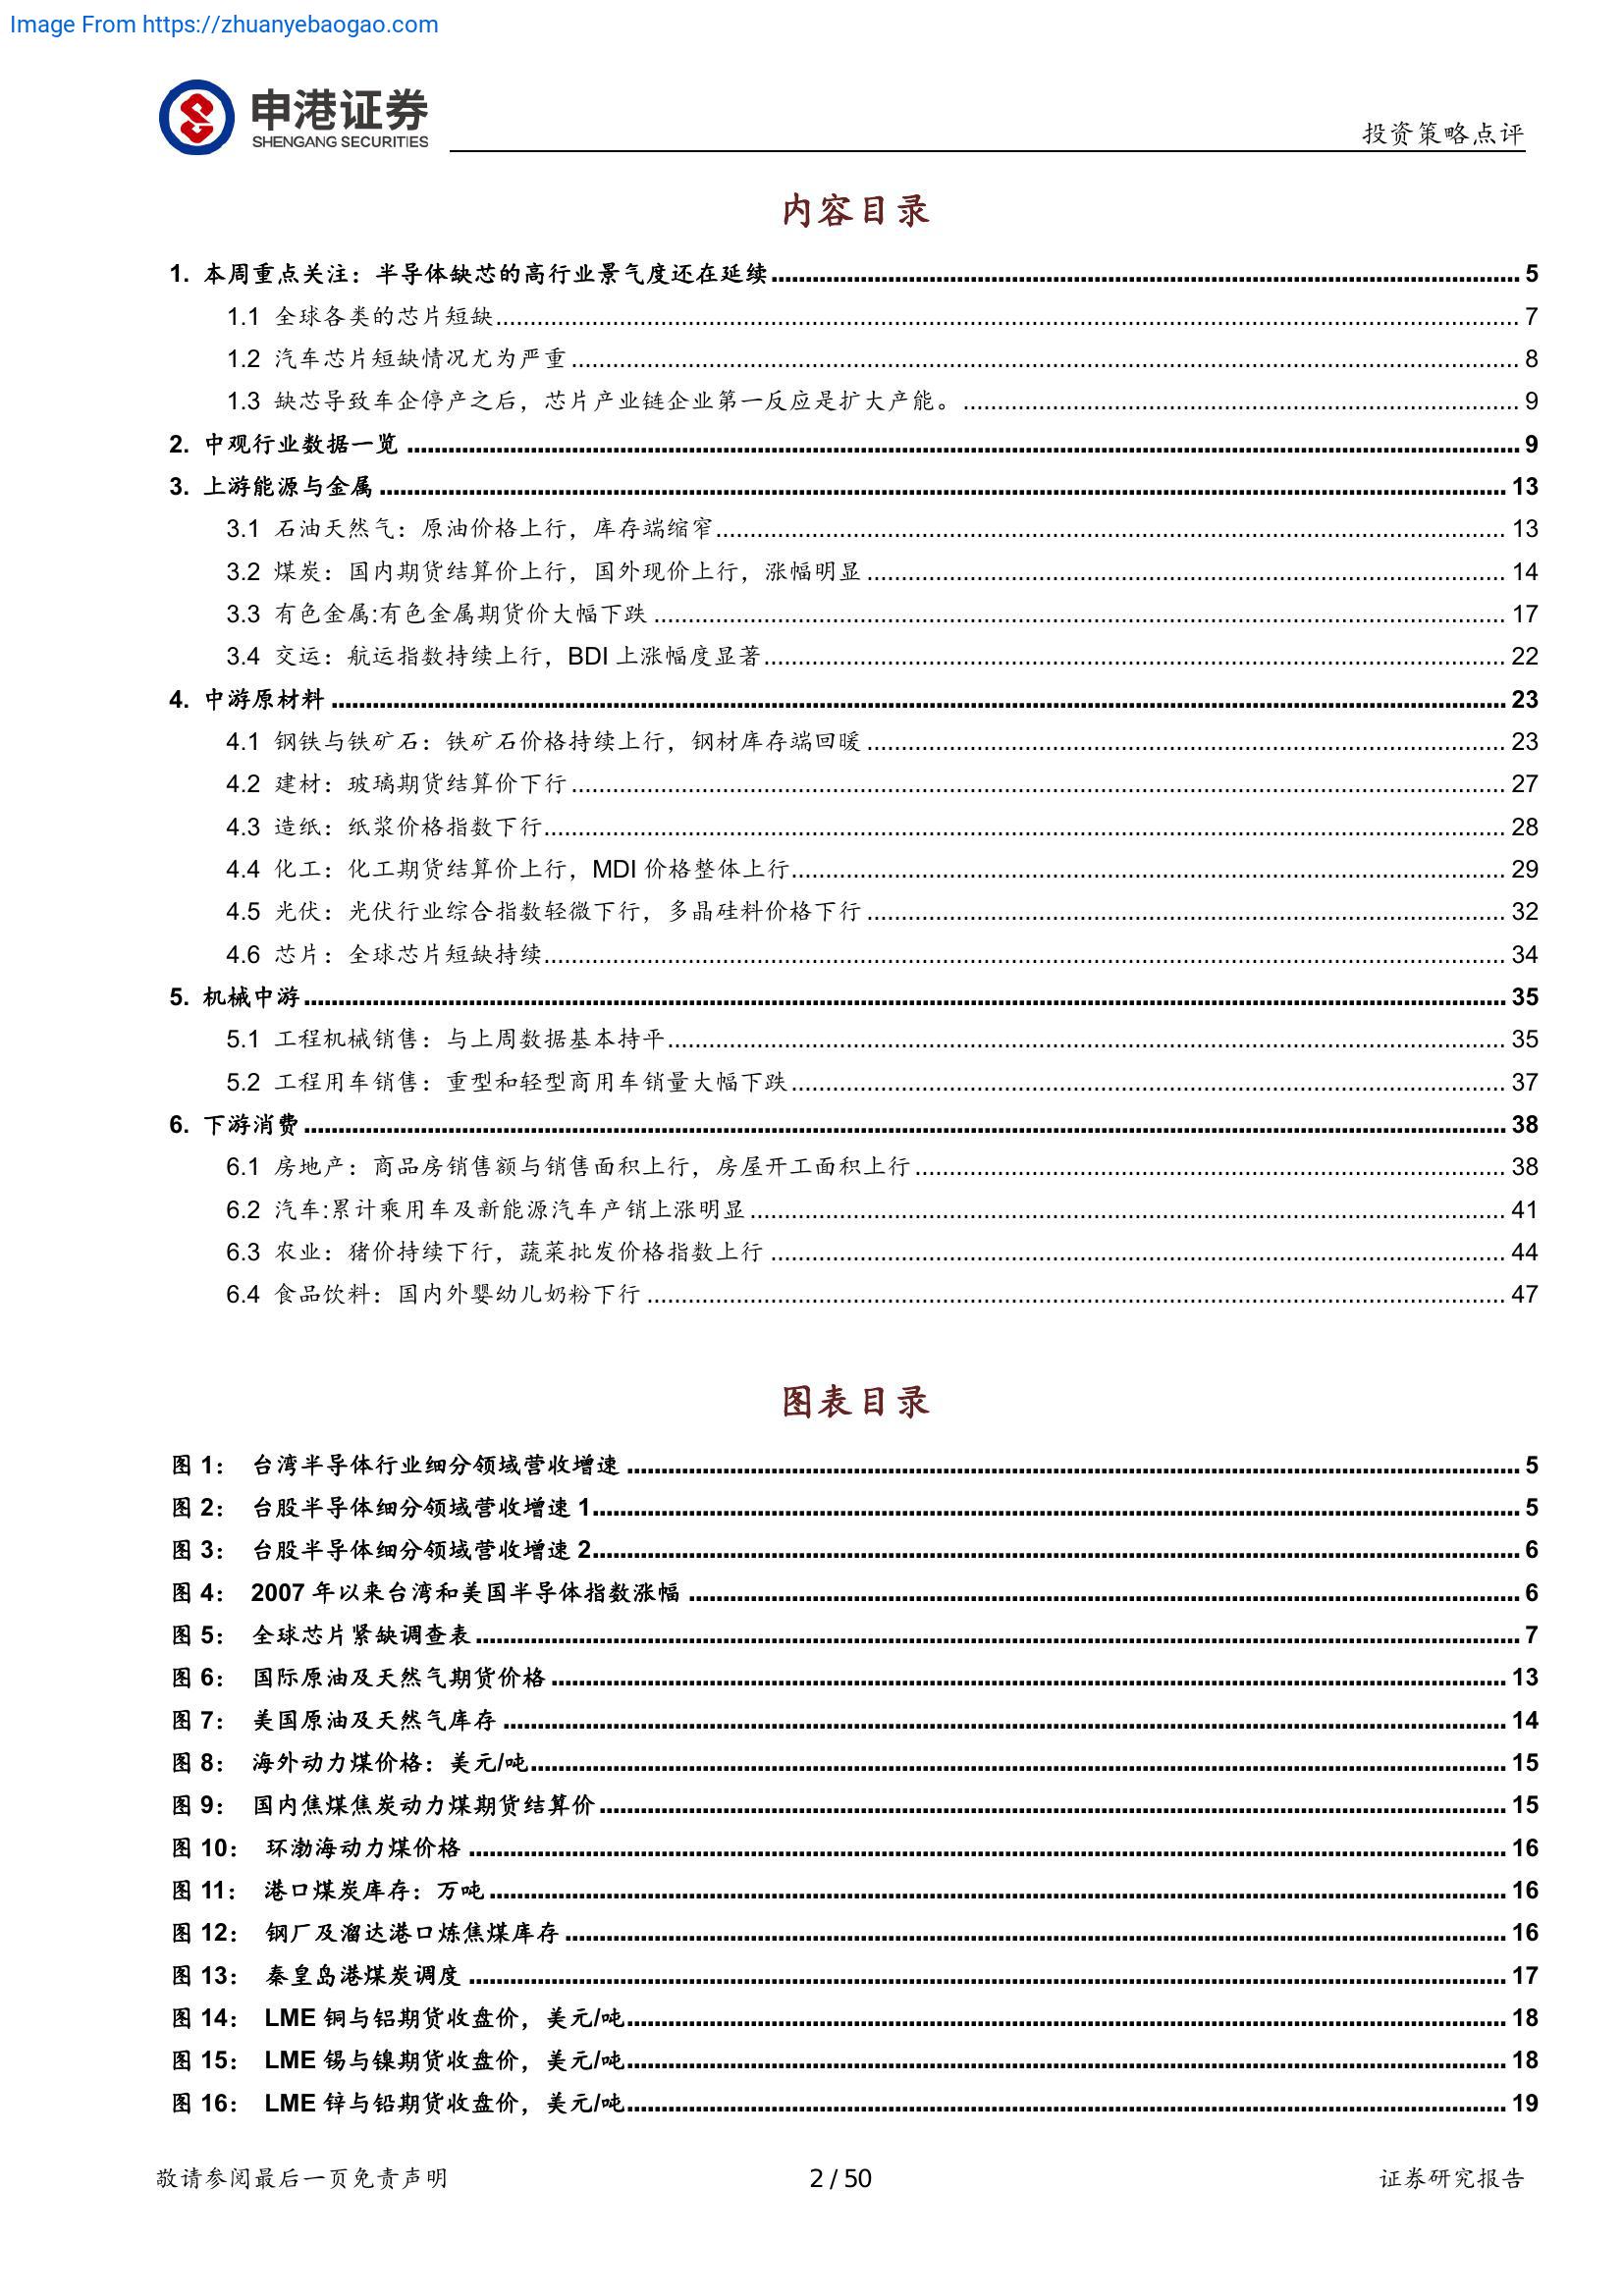 Image From https://zhuanyebaogao.com
申港证券
SHENGANG SECURITIES
投资策略点评
内容目录
1. 本周重点关注：半导体缺芯的高行业景气度还在延续 5
1.1 全球各类的芯片短缺 7
1.2 汽车芯片短缺情况尤为严重 8
1.3 缺芯导致车企停产之后，芯片产业链企业第一反应是扩大产能。 9
2. 中观行业数据一览 9
3. 上游能源与金属 13
3.1 石油天然气：原油价格上行，库存端缩窄 13
3.2 煤炭：国内期货结算价上行，国外现价上行，涨幅明显 14
3.3 有色金属:有色金属期货价大幅下跌 17
3.4 交运：航运指数持续上行，BDI 上涨幅度显著 22
4. 中游原材料 23
4.1 钢铁与铁矿石：铁矿石价格持续上行，钢材库存端回暖 23
4.2 建材：玻璃期货结算价下行 27
4.3 造纸：纸浆价格指数下行 28
4.4 化工：化工期货结算价上行，MDI 价格整体上行 29
4.5 光伏：光伏行业综合指数轻微下行，多晶硅料价格下行 32
4.6 芯片：全球芯片短缺持续 34
5. 机械中游 35
5.1 工程机械销售：与上周数据基本持平 35
5.2 工程用车销售：重型和轻型商用车销量大幅下跌 37
6. 下游消费 38
6.1 房地产：商品房销售额与销售面积上行，房屋开工面积上行 38
6.2 汽车:累计乘用车及新能源汽车产销上涨明显 41
6.3 农业：猪价持续下行，蔬菜批发价格指数上行 44
6.4 食品饮料：国内外婴幼儿奶粉下行 47
图表目录
图 1： 台湾半导体行业细分领域营收增速 5
图 2： 台股半导体细分领域营收增速 1 5
图 3： 台股半导体细分领域营收增速 2 6
图 4： 2007 年以来台湾和美国半导体指数涨幅 6
图 5： 全球芯片紧缺调查表 7
图 6： 国际原油及天然气期货价格 13
图 7： 美国原油及天然气库存 14
图 8： 海外动力煤价格：美元/吨 15
图 9： 国内焦煤焦炭动力煤期货结算价 15
图 10： 环渤海动力煤价格 16
图 11： 港口煤炭库存：万吨 16
图 12： 钢厂及溜达港口炼焦煤库存 16
图 13： 秦皇岛港煤炭调度 17
图 14： LME 铜与铝期货收盘价，美元/吨 18
图 15： LME 锡与镍期货收盘价，美元/吨 18
图 16： LME 锌与铅期货收盘价，美元/吨 19
敬请参阅最后一页免责声明
2 / 50
证券研究报告